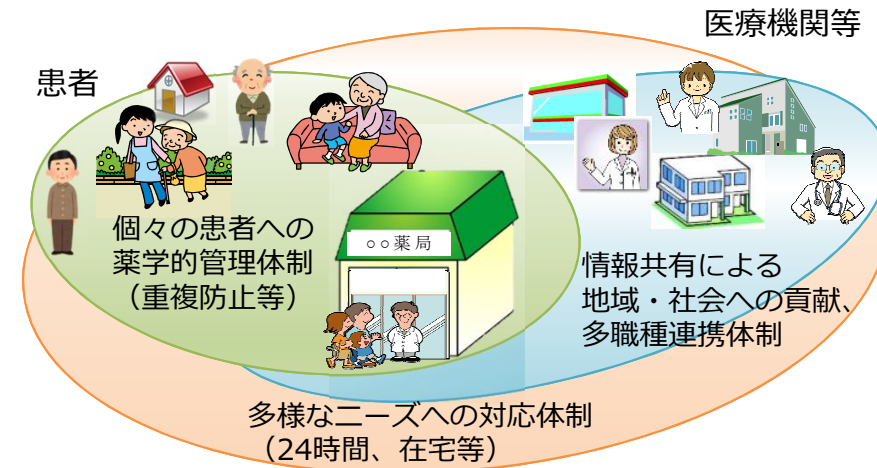 医療機関等
患者
○○薬局
個々の患者への
薬学的管理体制
（重複防止等）
情報共有による
地域・社会への貢献、
多職種連携体制
多様なニーズへの対応体制
（24時間、在宅等）